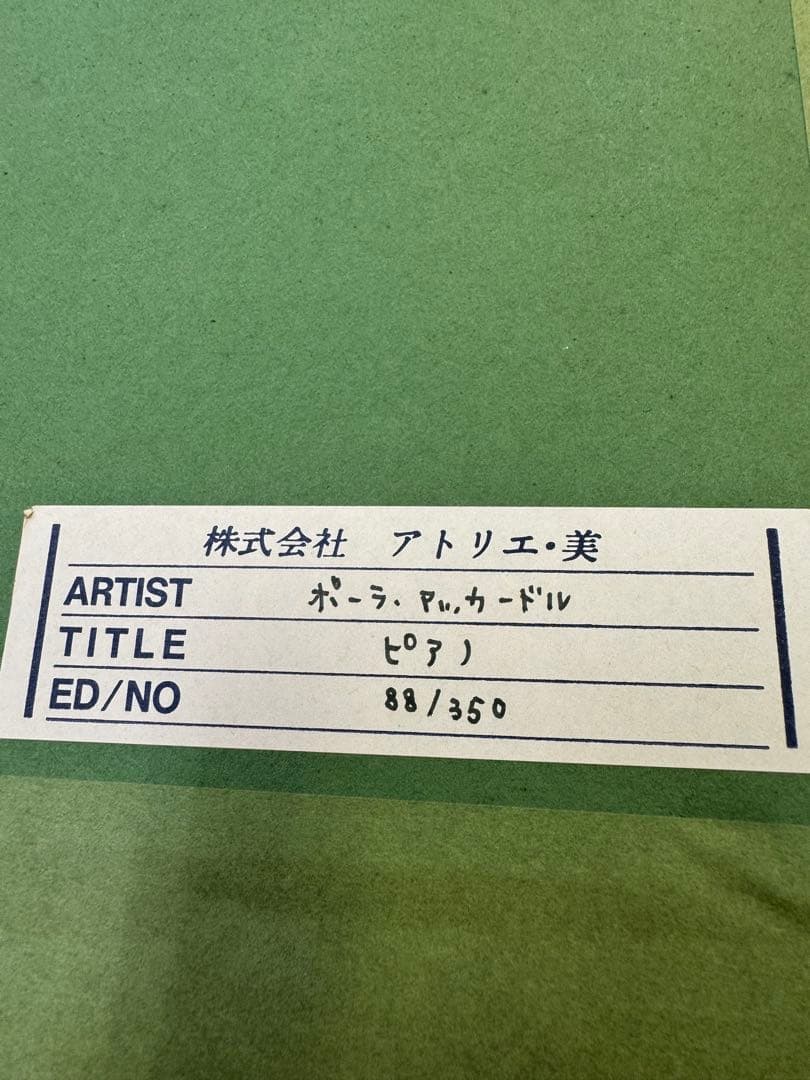 株式会社 アトリエ・美
ARTIST ポーラ・マッカードル
TITLE ピアノ
ED/NO 88/350